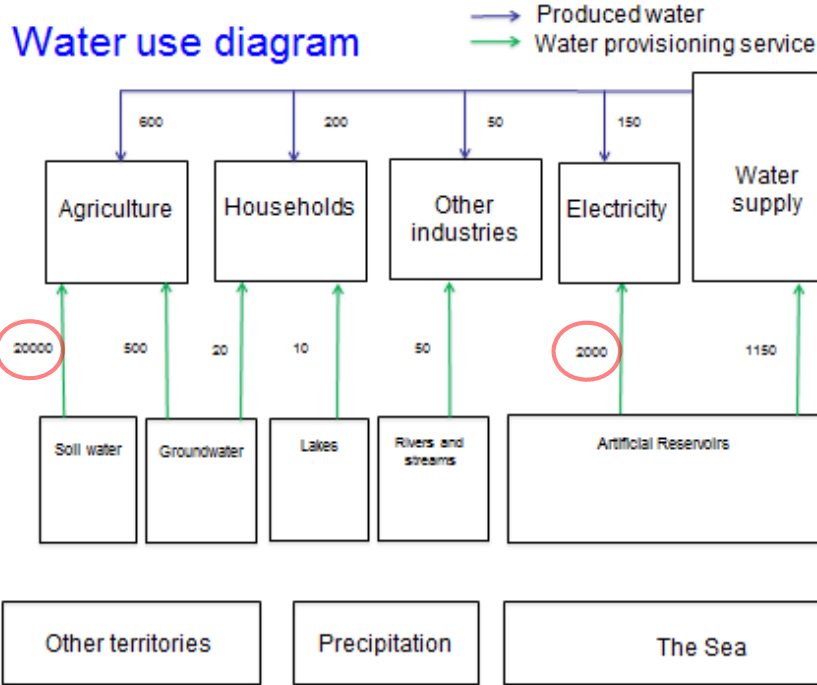 Water use diagram
Produced water
Water provisioning service
600
200
50
150
Agriculture
Households
Other
industries
Electricity
Water
supply
20000
500
20
10
50
2000
1150
Soil water
Groundwater
Lakes
Rivers and
streams
Artificial Reservoirs
Other territories
Precipitation
The Sea